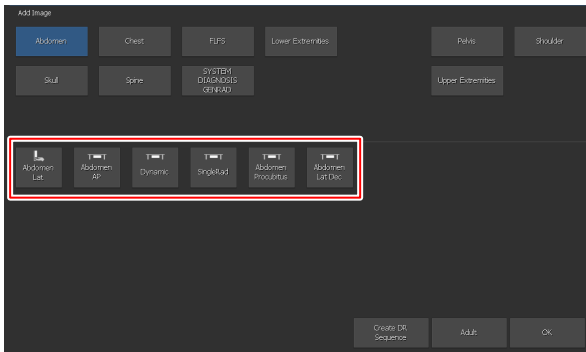 Add Image
Abdomen
Chest
FLFS
Lower Extremities
Pelvis
Shoulder
Skull
Spine
SYSTEM
DIAGNOSIS
GENRAD
Upper Extremities
Abdomen
Lat
Abdomen
AP
Dynamic
SingleRad
Abdomen
Procubitus
Abdomen
Lat Dec
Create DR
Sequence
Adult
OK